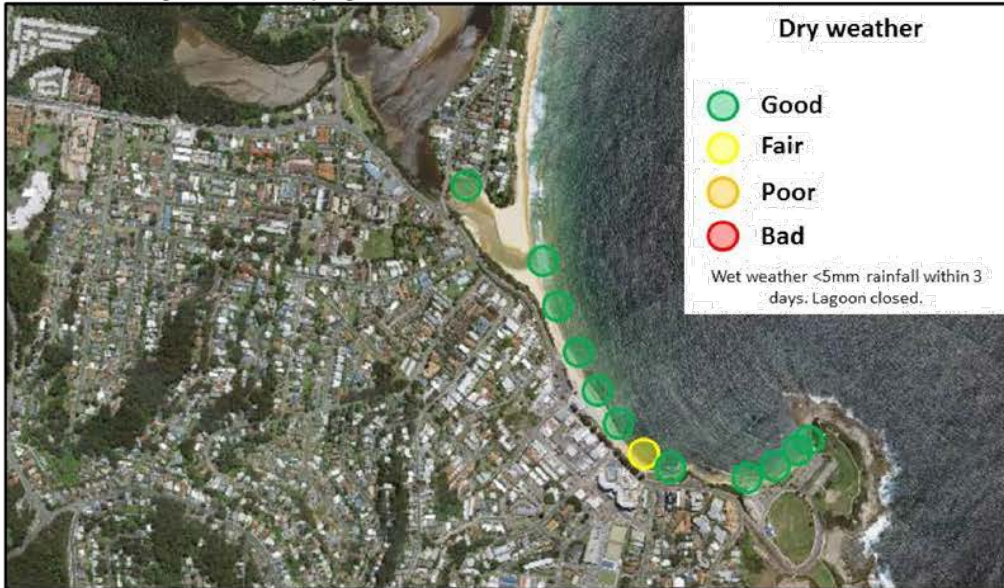 Dry weather
Good
Fair
Poor
Bad
Wet weather <5mm rainfall within 3
days. Lagoon closed.